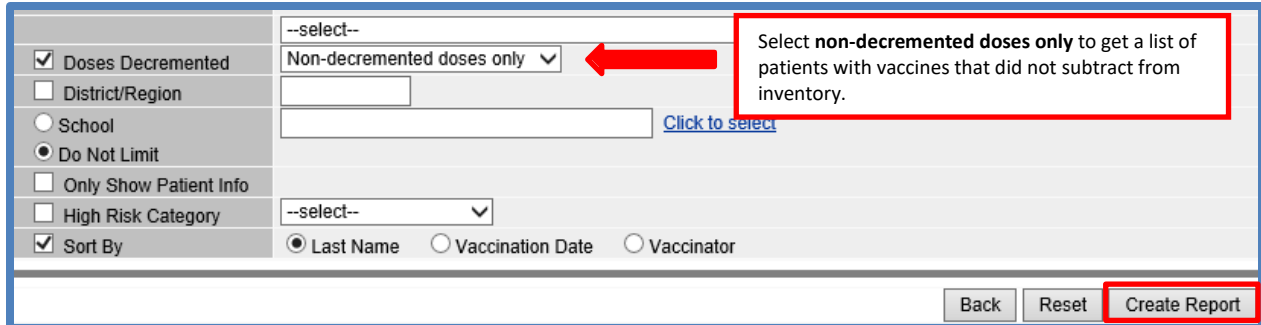 --select--
Doses Decremented Non-decremented doses only
District/Region
School Click to select
Do Not Limit
Only Show Patient Info
High Risk Category --select--
Sort By Last Name Vaccination Date Vaccinator
Select non-decremented doses only to get a list of
patients with vaccines that did not subtract from
inventory.
Back Reset Create Report